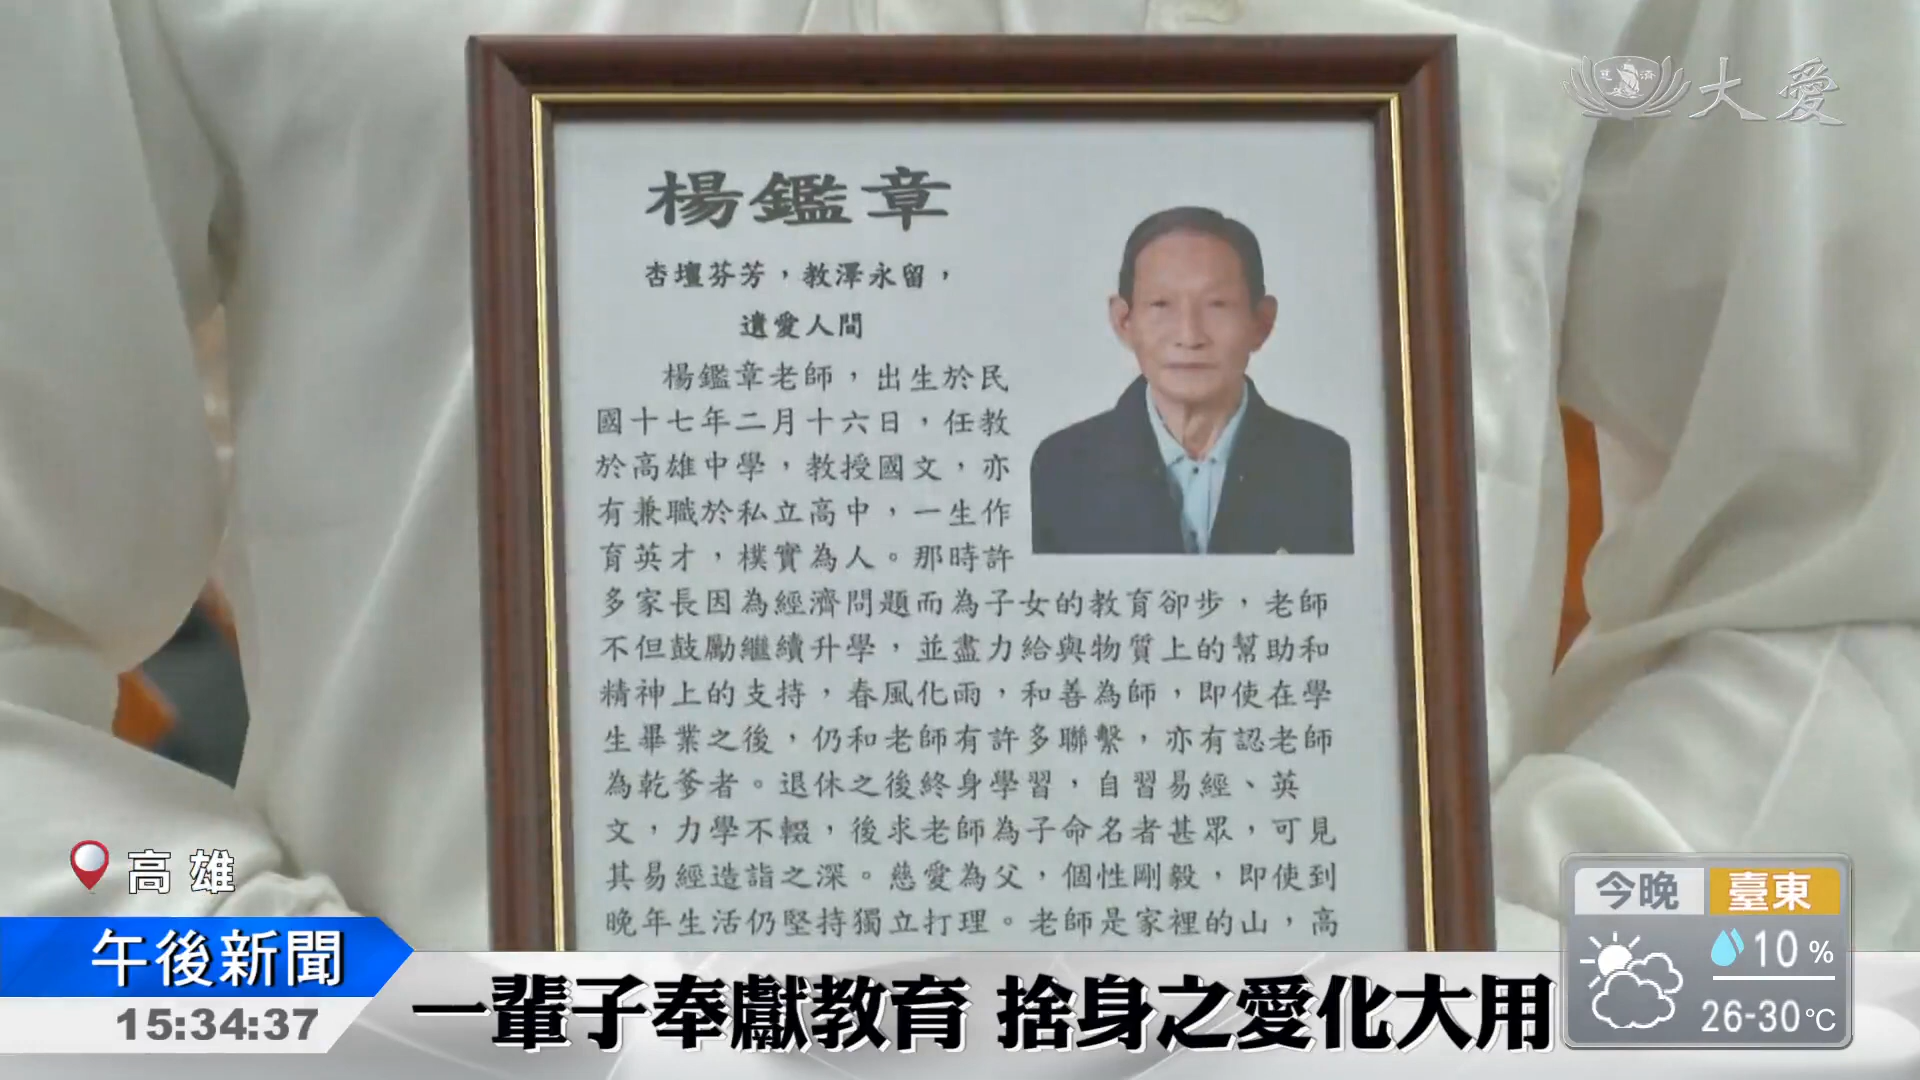 慈濟
大愛
楊鑑章
杏壇芬芳，教澤永留，
遺愛人間
楊鑑章老師，出生於民
國十七年二月十六日，任教
於高雄中學，教授國文，亦
有兼職於私立高中，一生作
育英才，樸實為人。那時許
多家長因為經濟問題而為子女的教育卻步，老師
不但鼓勵繼續升學，並盡力給與物質上的幫助和
精神上的支持，春風化雨，和善為師，即使在學
生畢業之後，仍和老師有許多聯繫，亦有認老師
為乾爹者。退休之後終身學習，自習易經、英
文，力學不輟，後求老師為子命名者甚眾，可見
其易經造詣之深。慈愛為父，個性剛毅，即使到
晚年生活仍堅持獨立打理。老師是家裡的山，高
高雄
午後新聞
15:34:37
一輩子奉獻教育 捨身之愛化大用
今晚 臺東
10%
26-30°C